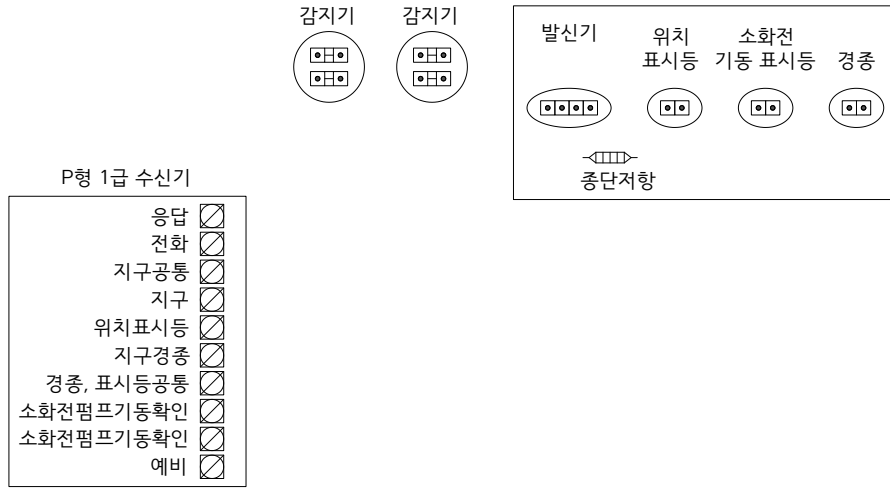 감지기 감지기
발신기
위치
표시등
소화전
기동 표시등
경종
종단저항
P형 1급 수신기
응답
전화
지구공통
지구
위치표시등
지구경종
경종, 표시등공통
소화전펌프기동확인
소화전펌프기동확인
예비